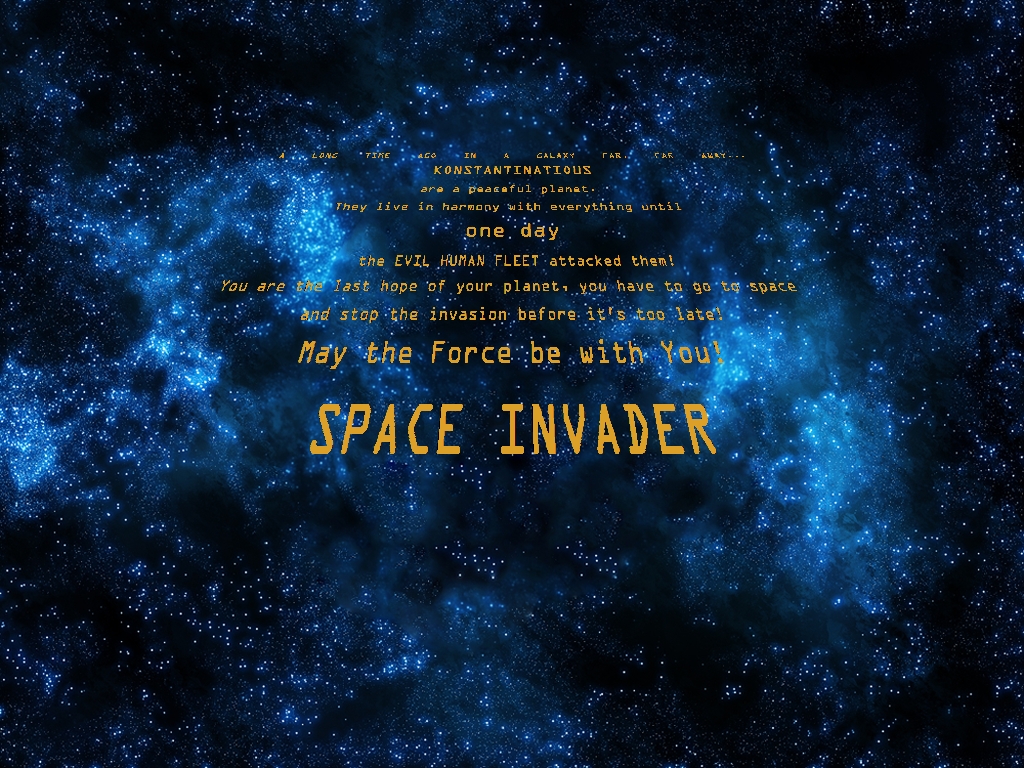 A LONG TIME AGO IN A GALAXY FAR, FAR AWAY...
KONSTANTINATIOUS
are a peaceful planet.
They live in harmony with everything until
one day
the EVIL HUMAN FLEET attacked them!
You are the last hope of your planet, you have to go to space
and stop the invasion before it's too late!
May the Force be with You!
SPACE INVADER